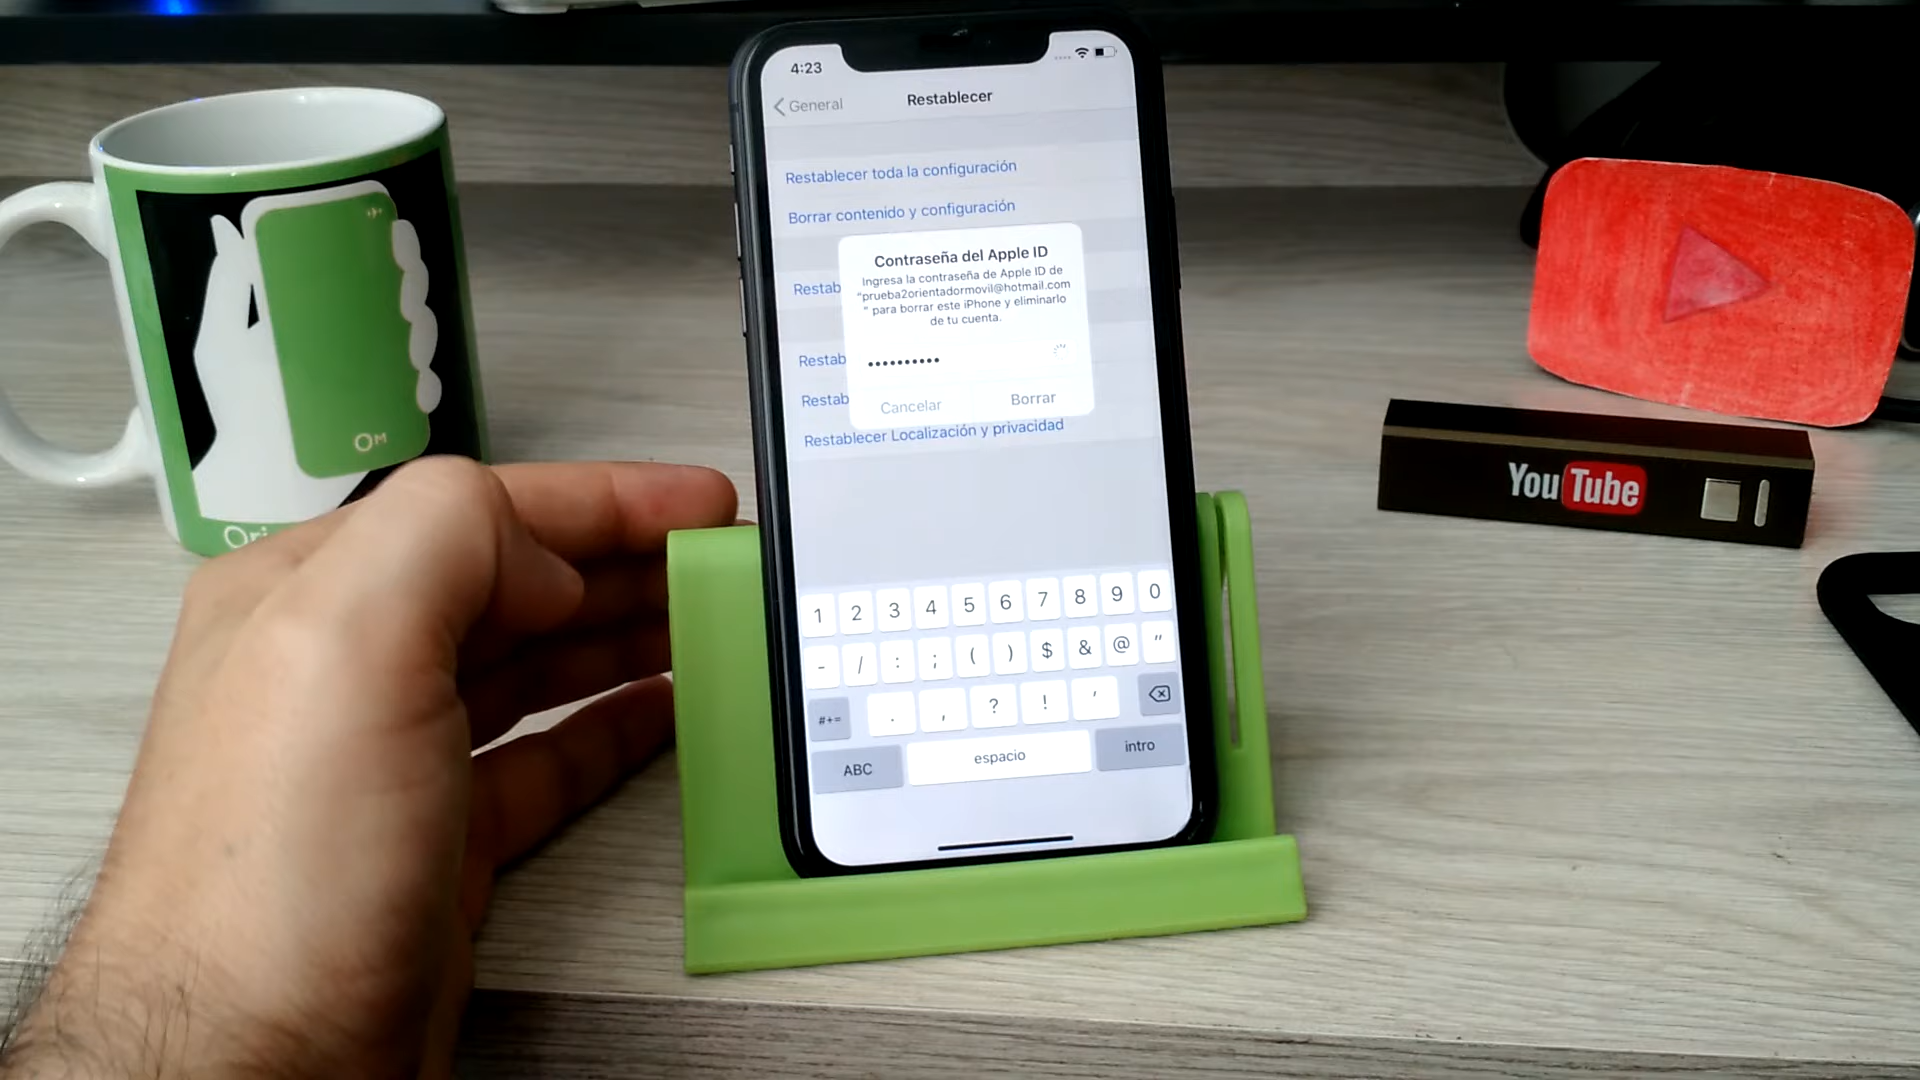 4:23
General
Restablecer
Restablecer toda la configuración
Borrar contenido y configuración
Contraseña del Apple ID
Ingresa la contraseña de Apple ID de
“prueba2orientadormovil@hotmail.com
” para borrar este iPhone y eliminarlo
de tu cuenta.
Restab
Restab
Restab
Cancelar
Borrar
Restablecer Localización y privacidad
1 2 3 4 5 6 7 8 9 0
- / : ; ( ) $ & @ "
#+= . , ? ! '
ABC espacio intro
OM
Ori
YouTube